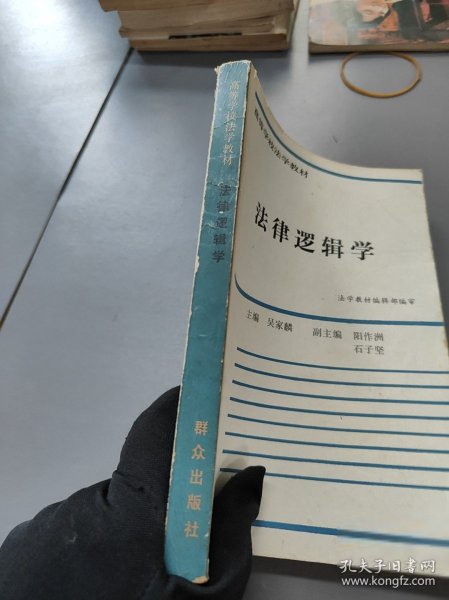 高等学校法学教材
法律逻辑学
群众出版社
高等学校法学教材
法律逻辑学
法学教材编辑部编审
主编 吴家麟 副主编 阳作洲
石子坚
孔夫子旧书网
www.kongfz.com